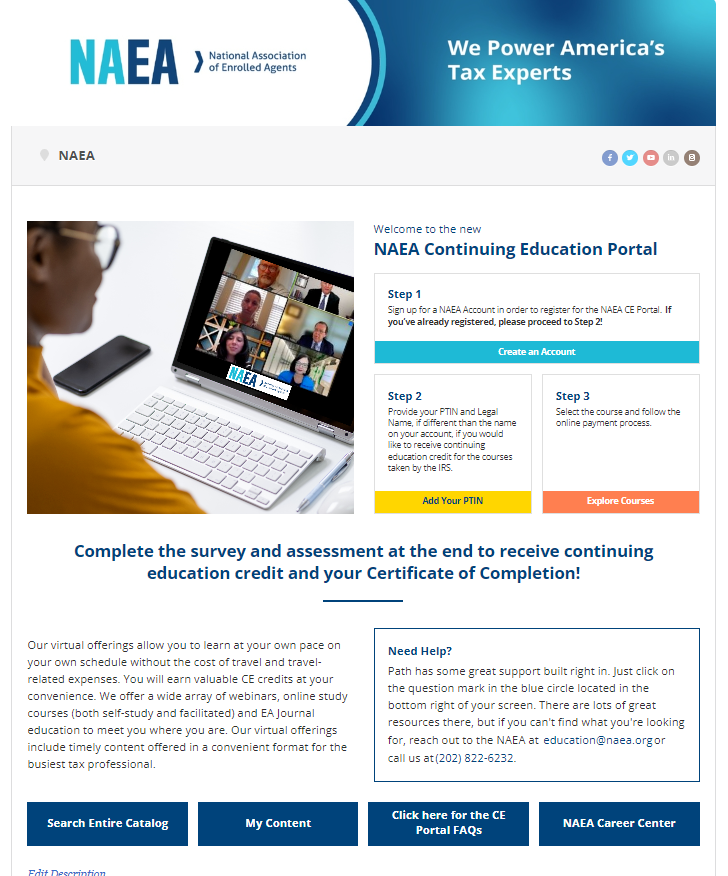 NAEA
National Association
of Enrolled Agents
We Power America's
Tax Experts
NAEA
Welcome to the new
NAEA Continuing Education Portal
Step 1
Sign up for a NAEA Account in order to register for the NAEA CE Portal. If
you've already registered, please proceed to Step 2!
Create an Account
NAEA
Step 2
Provide your PTIN and Legal
Name, if different than the name
on your account, if you would
like to receive continuing
education credit for the courses
taken by the IRS.
Add Your PTIN
Step 3
Select the course and follow the
online payment process.
Explore Courses
Complete the survey and assessment at the end to receive continuing
education credit and your Certificate of Completion!
Our virtual offerings allow you to learn at your own pace on
your own schedule without the cost of travel and travel-
related expenses. You will earn valuable CE credits at your
convenience. We offer a wide array of webinars, online study
courses (both self-study and facilitated) and EA Journal
education to meet you where you are. Our virtual offerings
include timely content offered in a convenient format for the
busiest tax professional.
Need Help?
Path has some great support built right in. Just click on
the question mark in the blue circle located in the
bottom right of your screen. There are lots of great
resources there, but if you can't find what you're looking
for, reach out to the NAEA at education@naea.org or
call us at (202) 822-6232.
Search Entire Catalog
My Content
Click here for the CE
Portal FAQs
NAEA Career Center
Edit Description